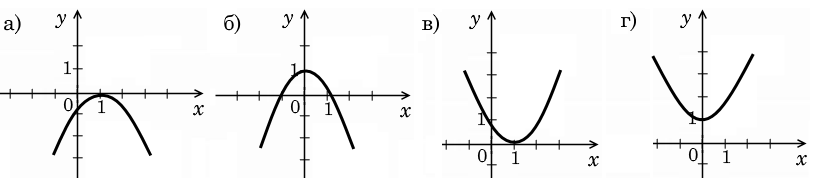 а) y 1 0 1 x
б) y 1 0 1 x
в) y 1 0 1 x
г) y 1 0 1 x